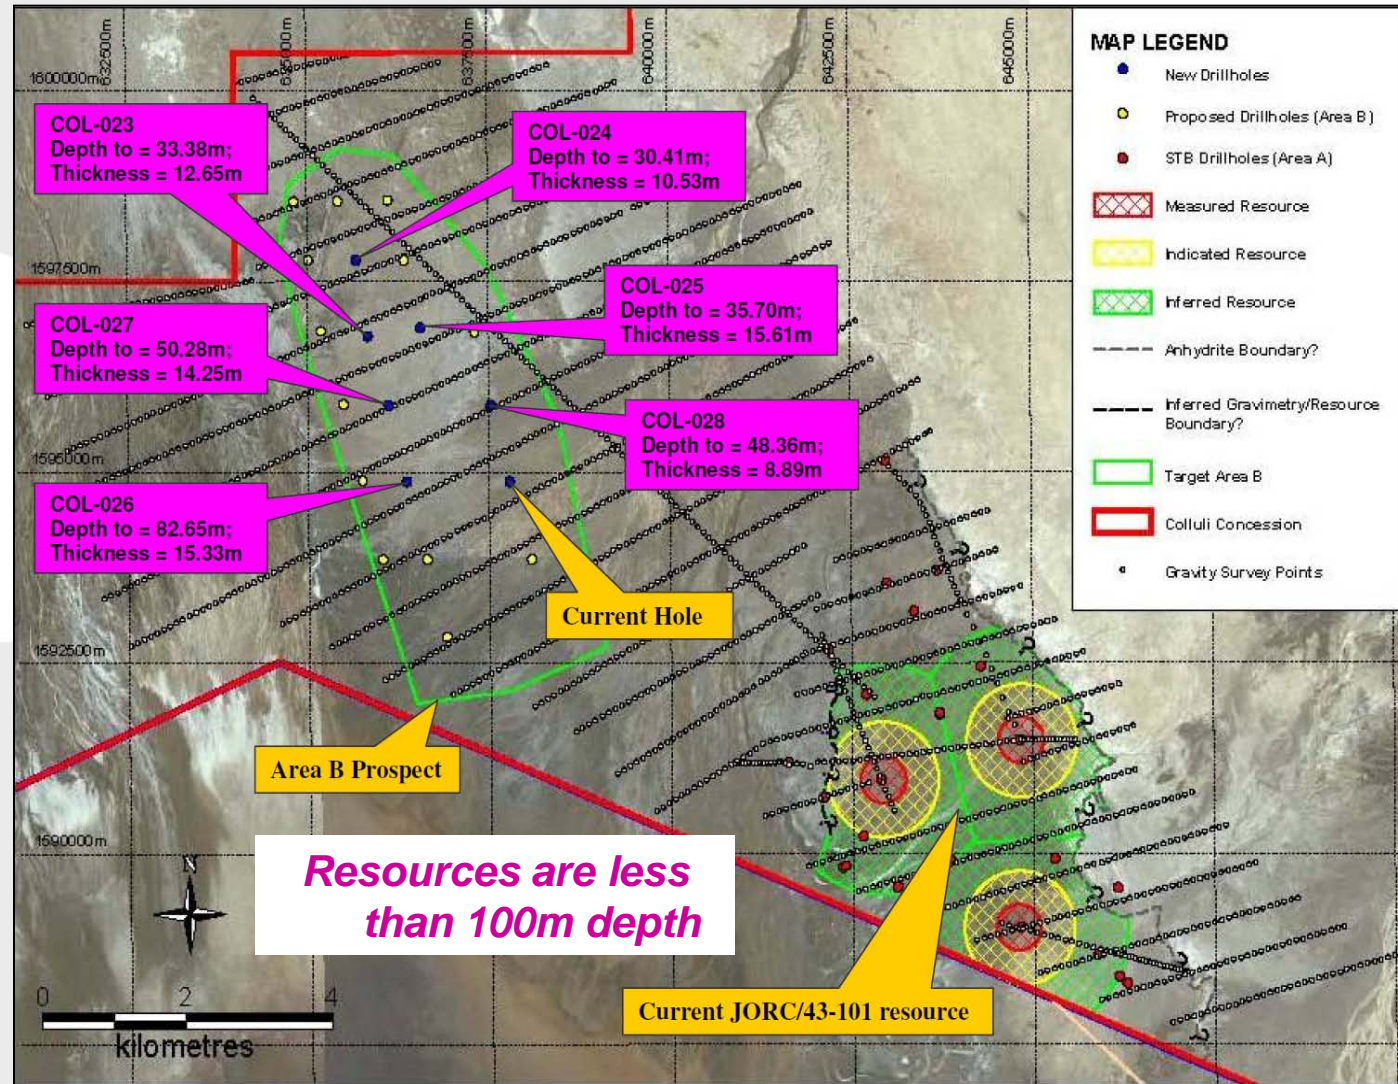 632500m
635000m
637500m
640000m
642500m
645000m
1600000m
1597500m
1595000m
1592500m
1590000m
COL-023
Depth to = 33.38m;
Thickness = 12.65m
COL-024
Depth to = 30.41m;
Thickness = 10.53m
COL-025
Depth to = 35.70m;
Thickness = 15.61m
COL-027
Depth to = 50.28m;
Thickness = 14.25m
COL-028
Depth to = 48.36m;
Thickness = 8.89m
COL-026
Depth to = 82.65m;
Thickness = 15.33m
Current Hole
Area B Prospect
Resources are less
than 100m depth
Current JORC/43-101 resource
N
0 2 4
kilometres
MAP LEGEND
New Drillholes
Proposed Drillholes (Area B)
STB Drillholes (Area A)
Measured Resource
Indicated Resource
Inferred Resource
Anhydrite Boundary?
Inferred Gravimetry/Resource
Boundary?
Target Area B
Colluli Concession
Gravity Survey Points